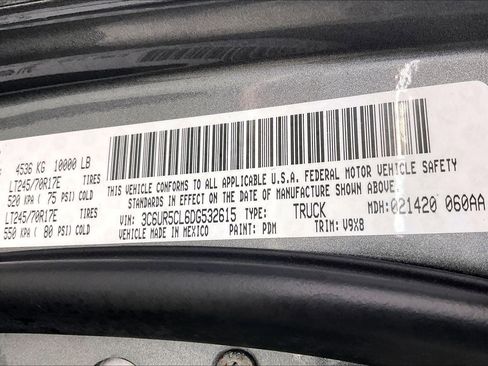 4536 KG 10000 LB
LT245/70R17E TIRES
520 KPA ( 75 PSI) COLD
LT245/70R17E TIRES
550 KPA ( 80 PSI) COLD
THIS VEHICLE CONFORMS TO ALL APPLICABLE U.S.A. FEDERAL MOTOR VEHICLE SAFETY
STANDARDS IN EFFECT ON THE DATE OF MANUFACTURE SHOWN ABOVE.
VIN: 3C6UR5CL6DG532615 TYPE: TRUCK MDH: 021420 060AA
VEHICLE MADE IN MEXICO PAINT: PDM TRIM: V9X8